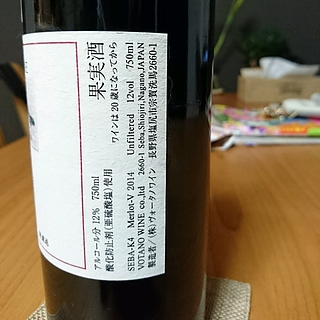 果実酒
ワインは20歳になってから
アルコール分 12% 750ml
酸化防止剤(亜硫酸塩)使用
SEBA-K4 Merlot-V 2014 Unfiltered 12vol 750ml
VOTANO WINE co.,ltd 2660-1 Seba,Shiojiri,Nagano,JAPAN
製造者/(株)ヴォータノワイン 長野県塩尻市宗賀洗馬2660-1